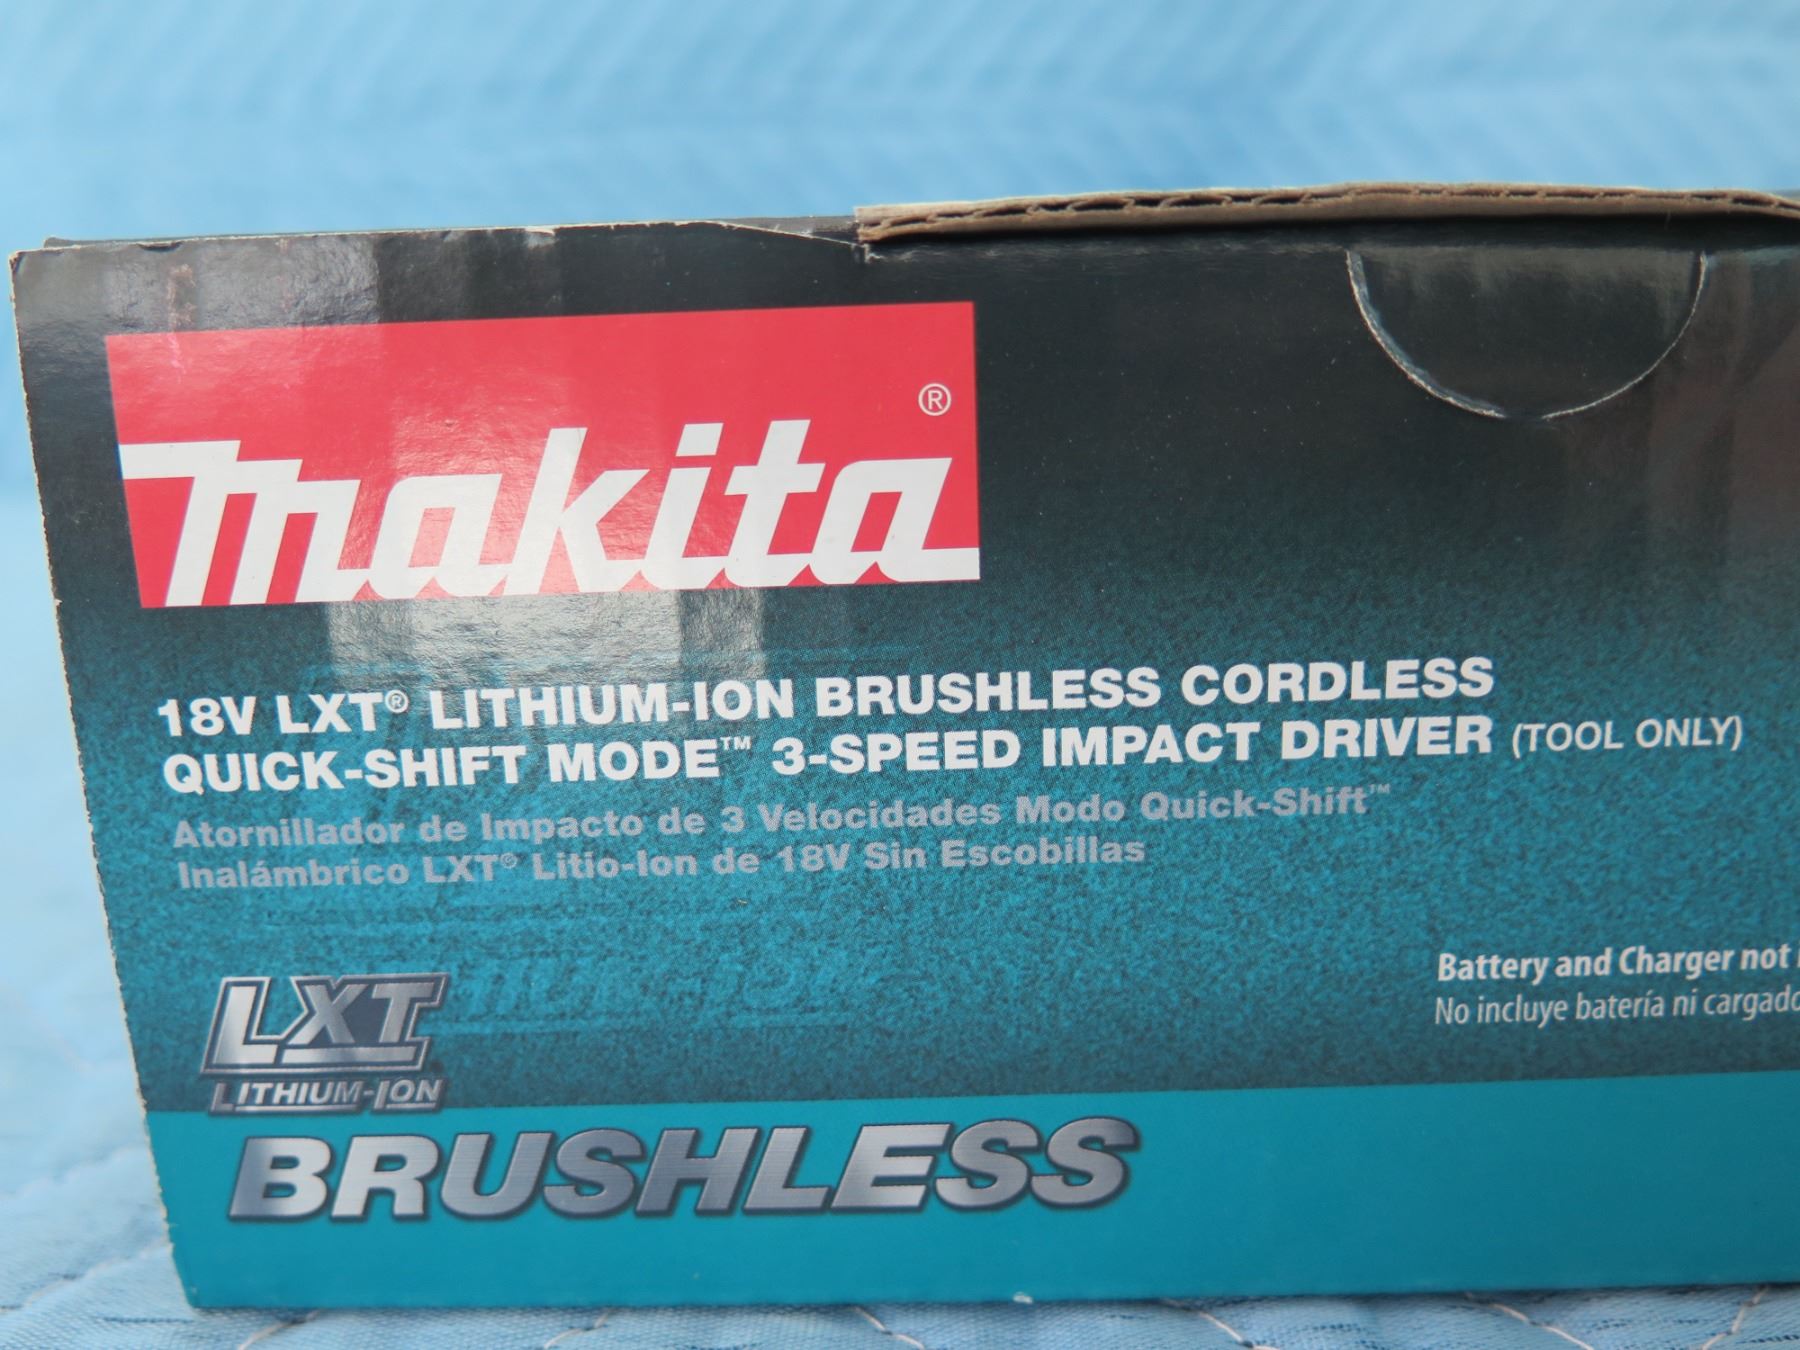 makita®
18V LXT® LITHIUM-ION BRUSHLESS CORDLESS
QUICK-SHIFT MODE™ 3-SPEED IMPACT DRIVER (TOOL ONLY)
Atornillador de Impacto de 3 Velocidades Modo Quick-Shift™
Inalámbrico LXT® Litio-Ion de 18V Sin Escobillas
Battery and Charger not
No incluye batería ni
LXT
LITHIUM-ION
BRUSHLESS